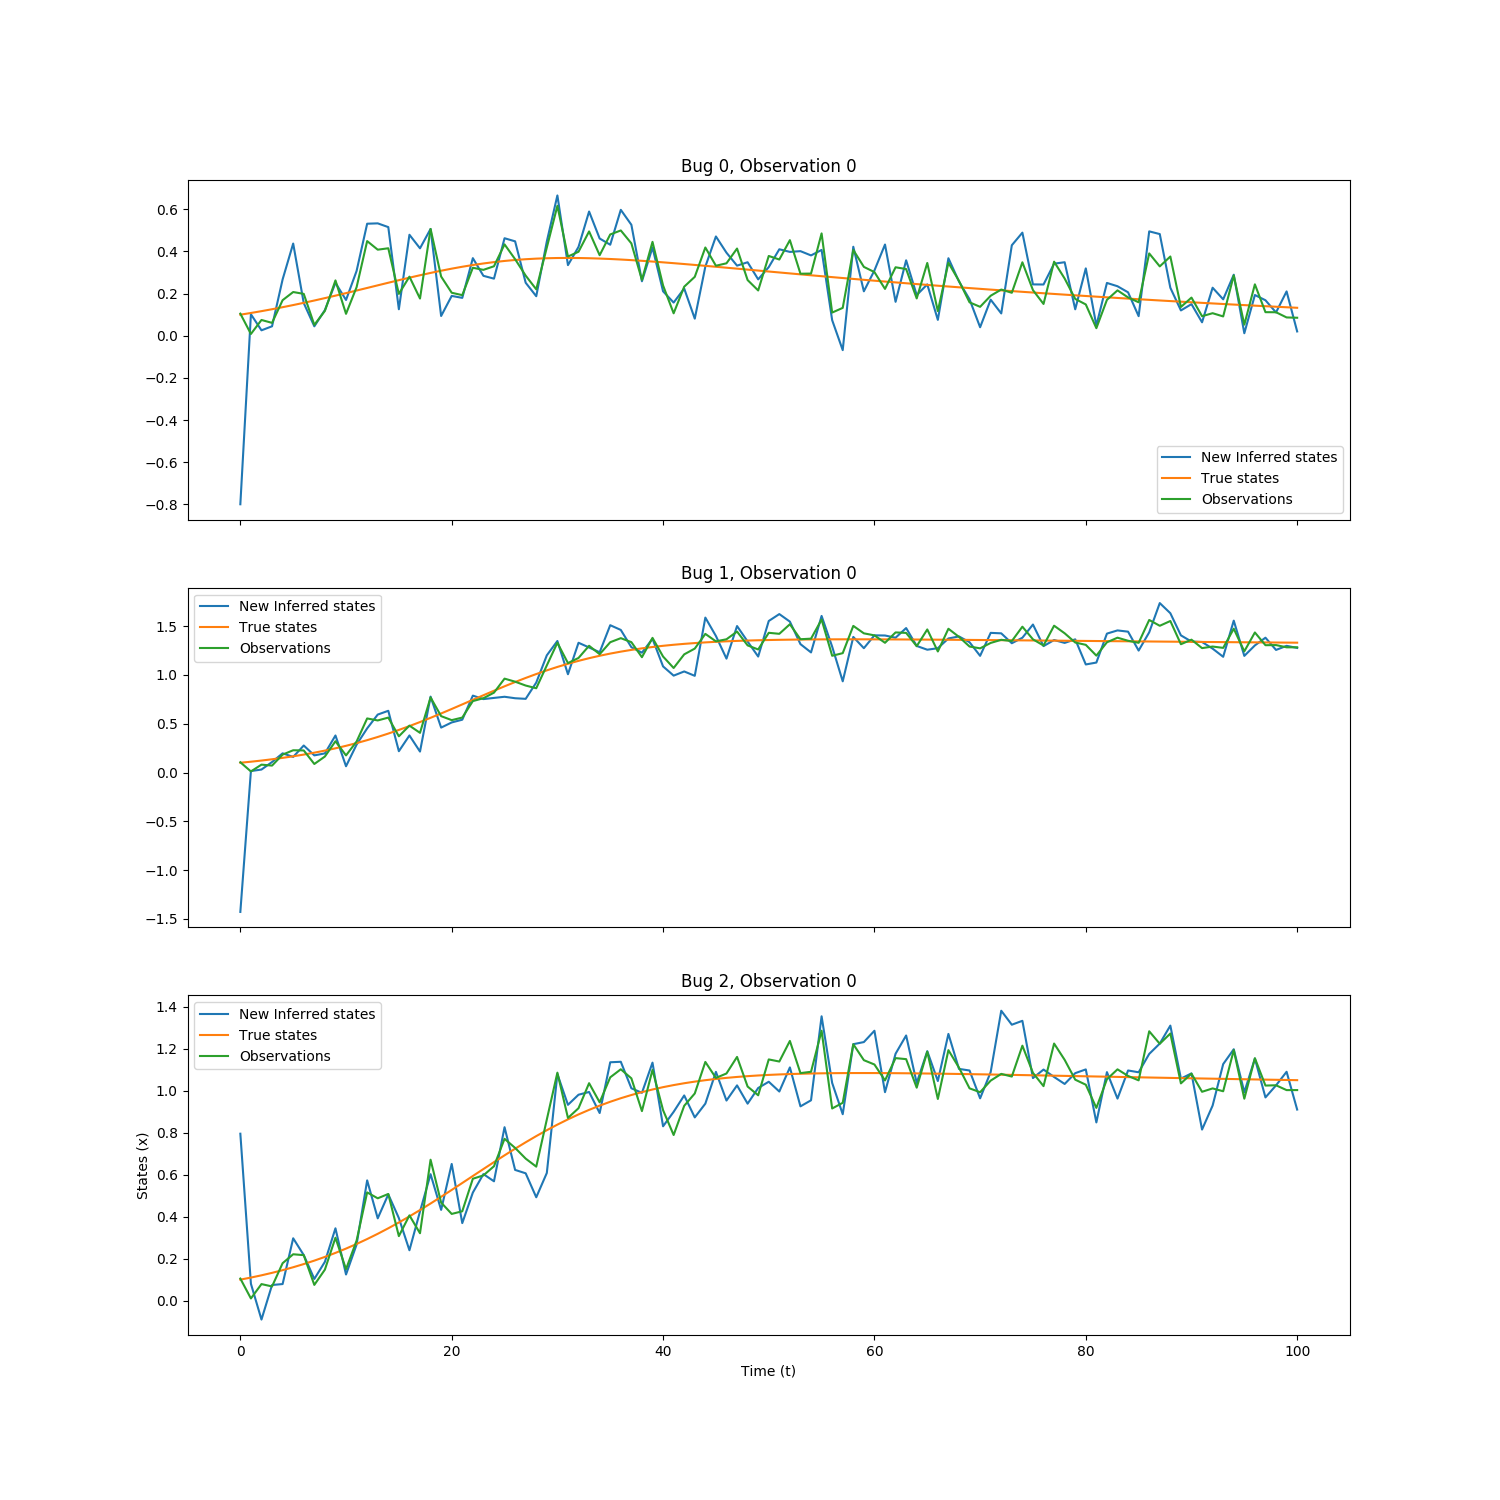 Bug 0, Observation 0
0.6
0.4
0.2
0.0
−0.2
−0.4
−0.6
−0.8
New Inferred states
True states
Observations
Bug 1, Observation 0
1.5
1.0
0.5
0.0
−0.5
−1.0
−1.5
New Inferred states
True states
Observations
Bug 2, Observation 0
1.4
1.2
1.0
0.8
0.6
0.4
0.2
0.0
States (x)
New Inferred states
True states
Observations
0 20 40 60 80 100
Time (t)